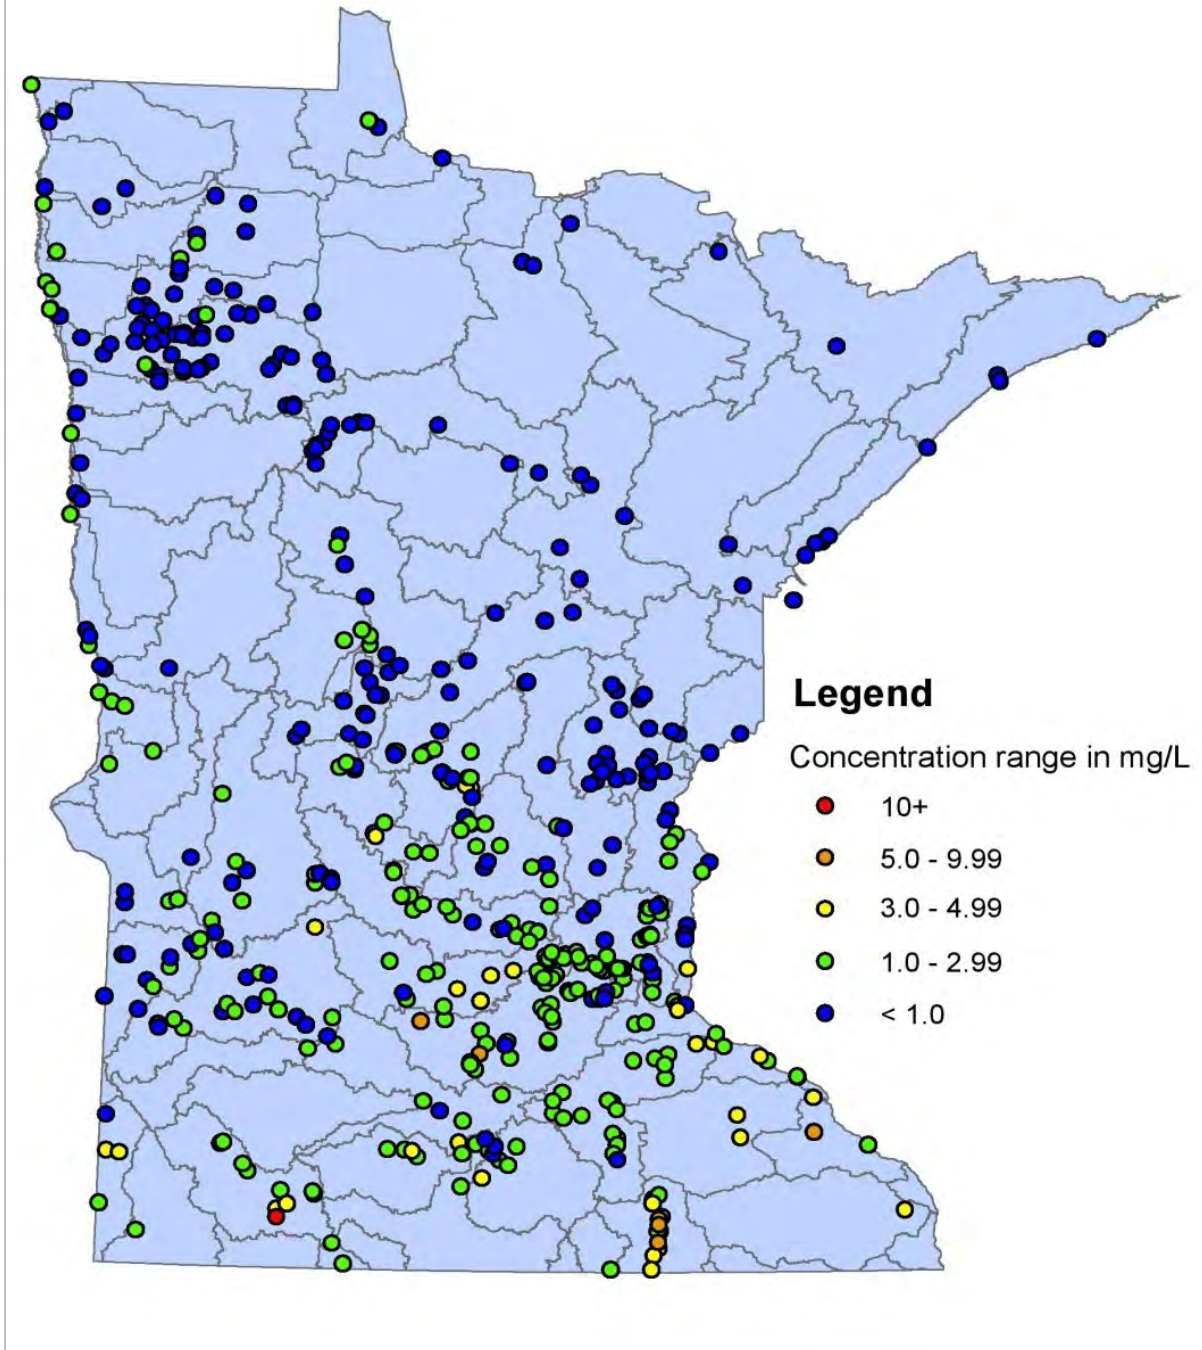 Legend
Concentration range in mg/L
10+
5.0 - 9.99
3.0 - 4.99
1.0 - 2.99
< 1.0